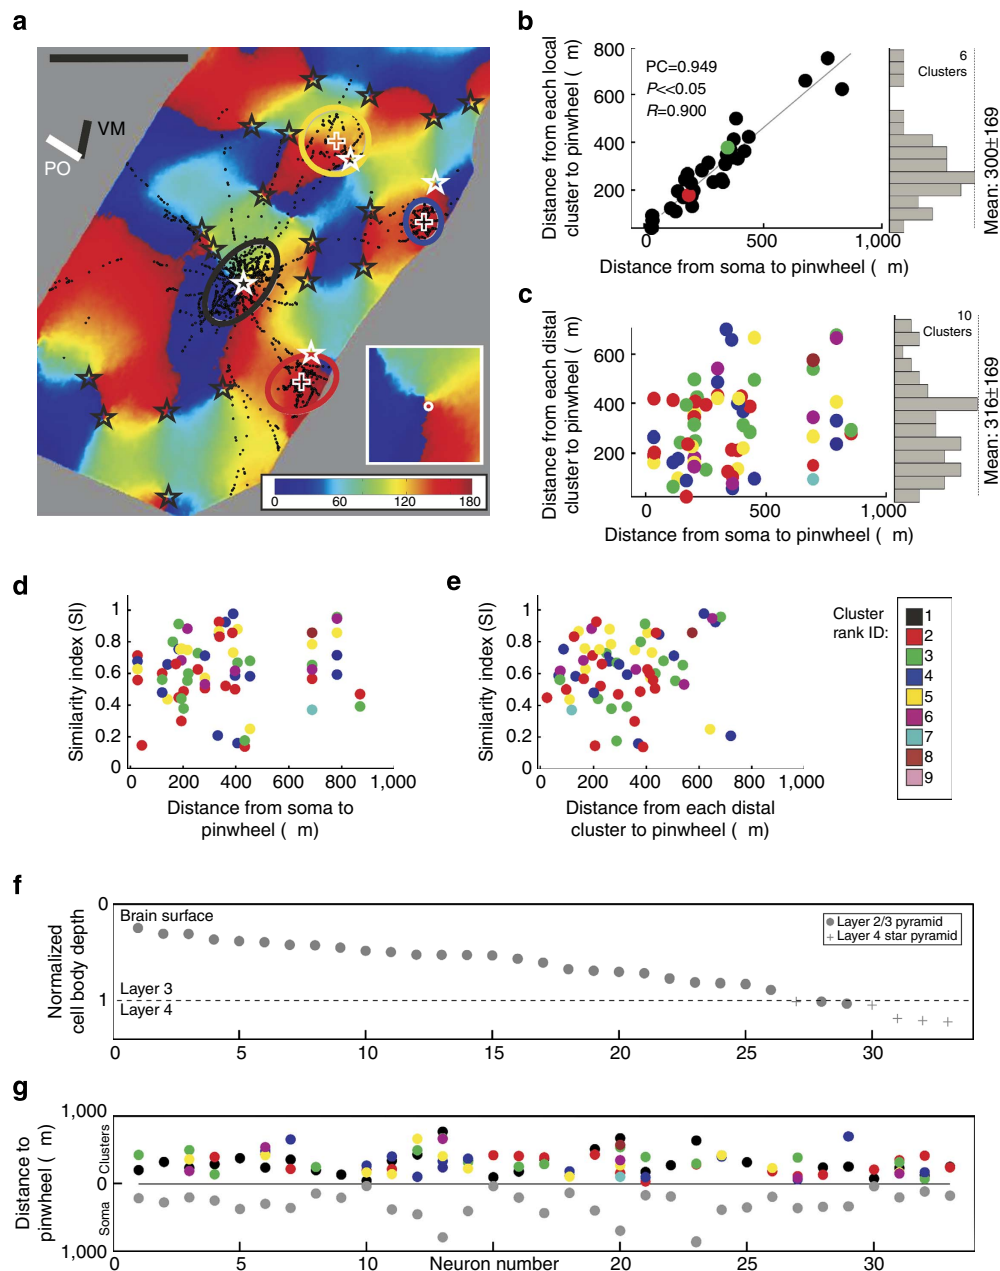 a
VM
PO
0 60 120 180
b
Distance from each local
cluster to pinwheel ( m)
800
600
400
200
PC=0.949
P<<0.05
R=0.900
0 500 1,000
Distance from soma to pinwheel ( m)
6
Clusters
Mean: 300±169
c
Distance from each distal
cluster to pinwheel ( m)
600
400
200
0 500 1,000
Distance from soma to pinwheel ( m)
10
Clusters
Mean: 316±169
d
Similarity index (SI)
1
0.8
0.6
0.4
0.2
0
0 200 400 600 800 1,000
Distance from soma to
pinwheel ( m)
e
Similarity index (SI)
1
0.8
0.6
0.4
0.2
0
0 200 400 600 800 1,000
Distance from each distal
cluster to pinwheel ( m)
Cluster
rank ID:
1
2
3
4
5
6
7
8
9
f
Normalized
cell body depth
0
1
Brain surface
Layer 3
Layer 4
Layer 2/3 pyramid
Layer 4 star pyramid
0 5 10 15 20 25 30
g
Distance to
pinwheel ( m)
Soma Clusters
1,000
0
1,000
0 5 10 15 20 25 30
Neuron number